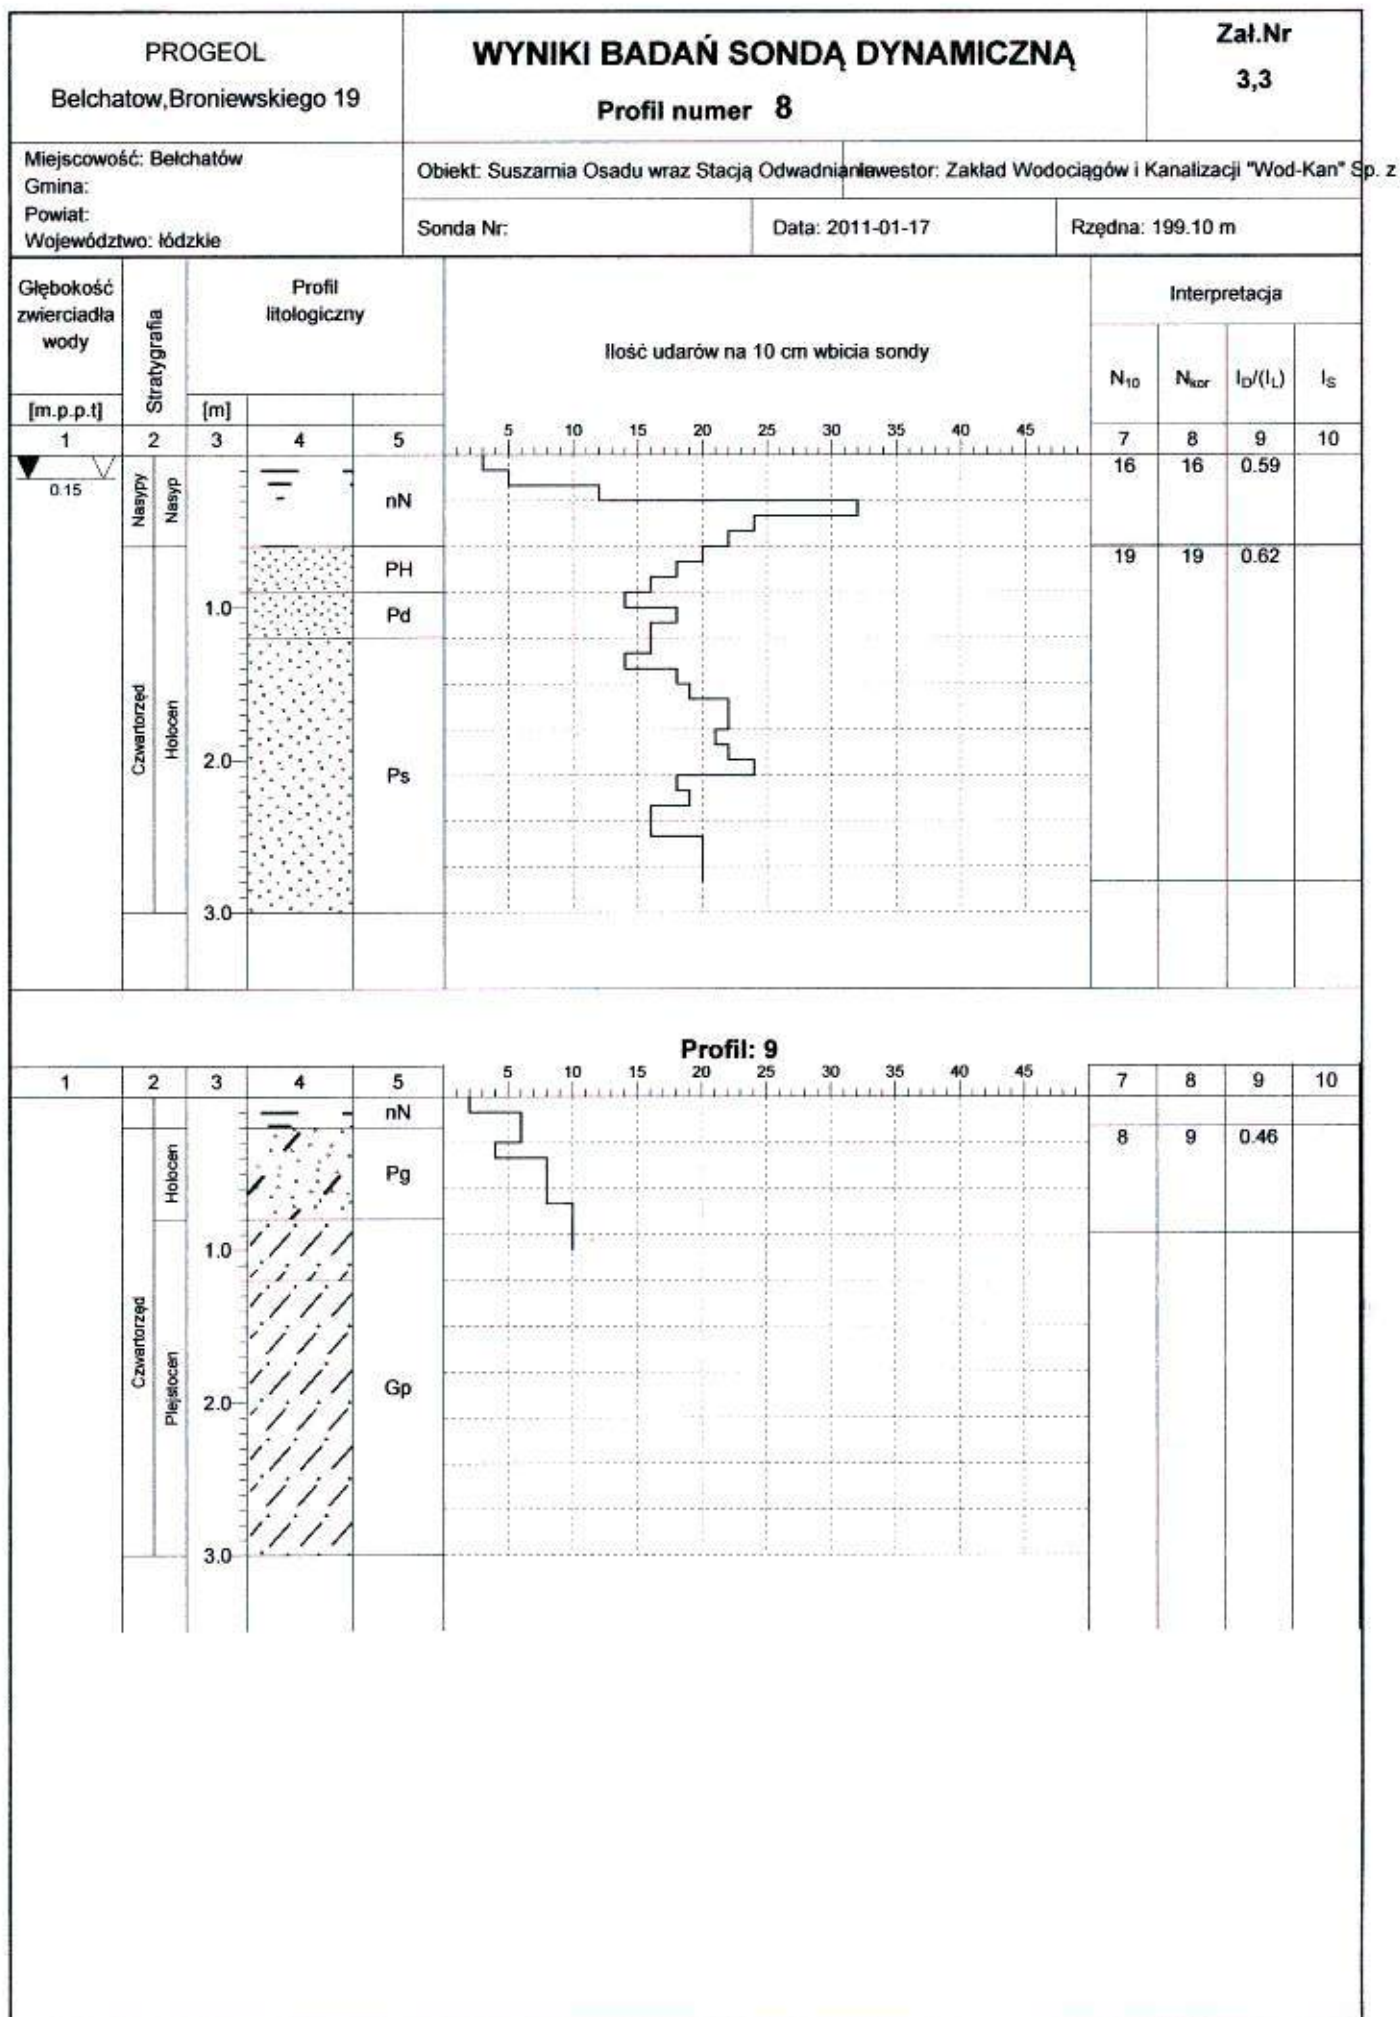 PROGEOL
Belchatow,Broniewskiego 19
WYNIKI BADAŃ SONDĄ DYNAMICZNĄ
Profil numer 8
Zał.Nr
3,3
Miejscowość: Bełchatów
Gmina:
Powiat:
Województwo: łódzkie
Obiekt: Suszarnia Osadu wraz Stacją Odwadniania
Inwestor: Zakład Wodociągów i Kanalizacji "Wod-Kan" Sp. z
Sonda Nr:
Data: 2011-01-17
Rzędna: 199.10 m
Głębokość
zwierciadła
wody
[m.p.p.t]
Stratygrafia
Profil
litologiczny
[m]
Ilość udarów na 10 cm wbicia sondy
Interpretacja
N10 Nkor ID/(IL) IS
1 2 3 4 5
5 10 15 20 25 30 35 40 45
7 8 9 10
0.15
Nasypy
Nasyp
nN
16 16 0.59
PH
19 19 0.62
1.0
Pd
Czwartorzęd
Holocen
2.0
Ps
3.0
Profil: 9
1 2 3 4 5
5 10 15 20 25 30 35 40 45
7 8 9 10
nN
8 9 0.46
Holocen
Pg
1.0
Czwartorzęd
Plejstocen
2.0
Gp
3.0